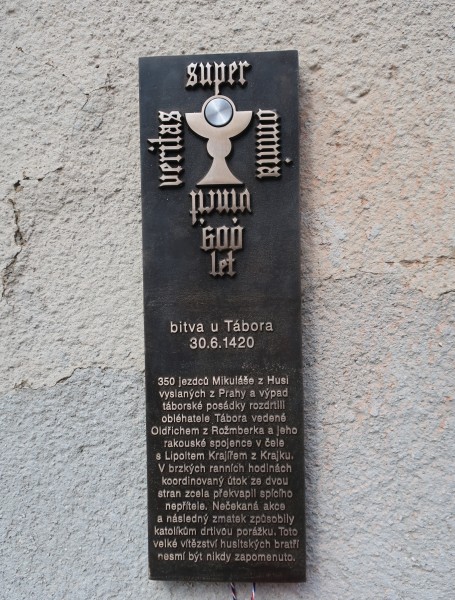 super
veritas
omnia
vincit
600
let
bitva u Tábora
30.6.1420
350 jezdců Mikuláše z Husi
vyslaných z Prahy a výpad
táborské posádky rozdrtili
obléhatele Tábora vedené
Oldřichem z Rožmberka a jeho
rakouské spojence v čele
s Lipoltem Krajířem z Krajku.
V brzkých ranních hodinách
koordinovaný útok ze dvou
stran zcela překvapil spícího
nepřítele. Nečekaná akce
a následný zmatek způsobily
katolíkům drtivou porážku. Toto
velké vítězství husitských bratří
nesmí být nikdy zapomenuto.